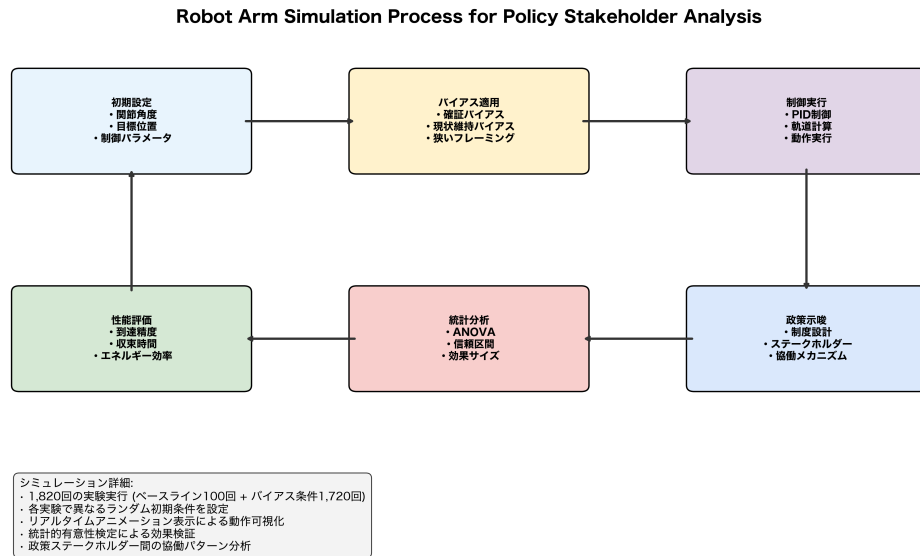 Robot Arm Simulation Process for Policy Stakeholder Analysis
初期設定
・関節角度
・目標位置
・制御パラメータ
バイアス適用
・確証バイアス
・現状維持バイアス
・狭いフレーミング
制御実行
・PID制御
・軌道計算
・動作実行
性能評価
・到達精度
・収束時間
・エネルギー効率
統計分析
・ANOVA
・信頼区間
・効果サイズ
政策示唆
・制度設計
・ステークホルダー
・協働メカニズム
シミュレーション詳細:
・1,820回の実験実行 (ベースライン100回 + バイアス条件1,720回)
・各実験で異なるランダム初期条件を設定
・リアルタイムアニメーション表示による動作可視化
・統計的有意性検定による効果検証
・政策ステークホルダー間の協働パターン分析